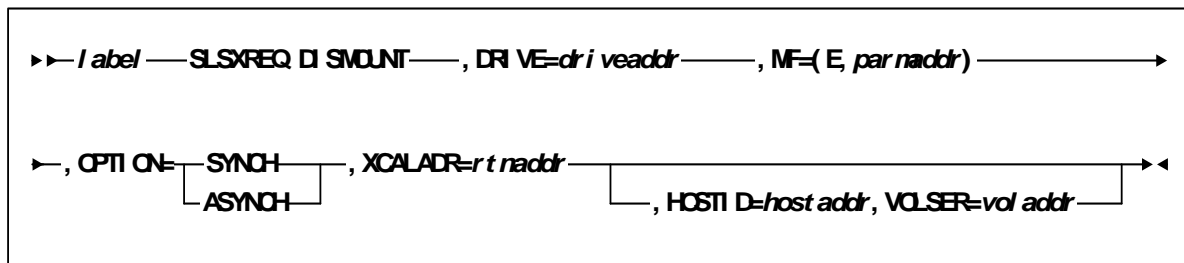 label SLSXREQ DISMOUNT ,DRIVE=driveaddr ,MF=(E,parmaddr)
,OPTION= SYNCH ,XCALADR=rtnaddr
ASYNCH ,HOSTID=hostaddr,VOLSER=voladdr